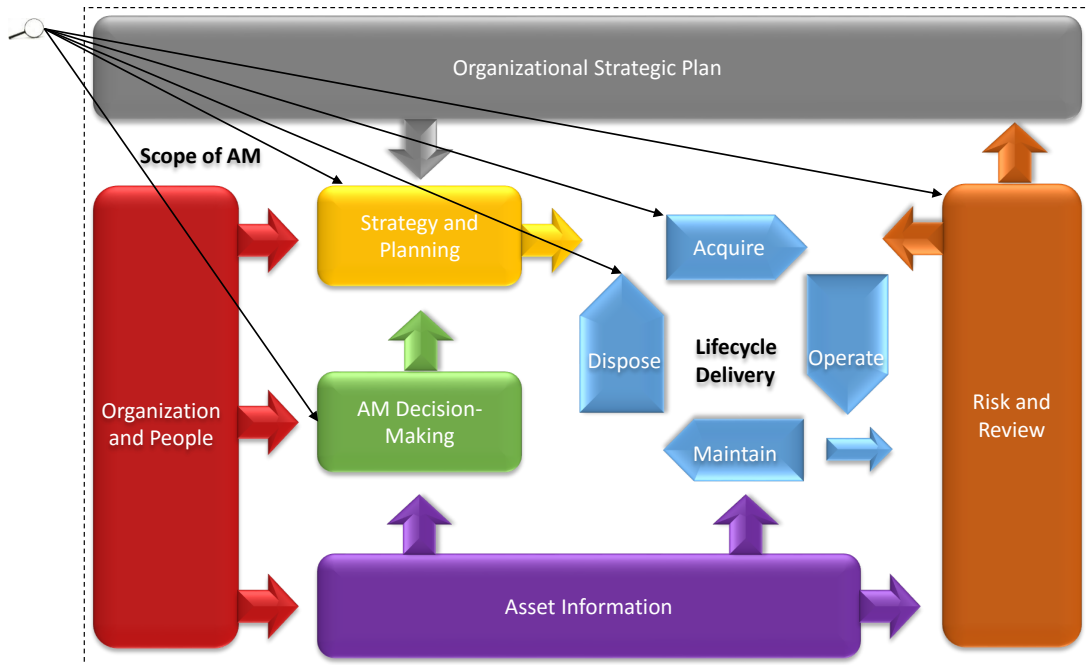 Organizational Strategic Plan
Scope of AM
Strategy and
Planning
Acquire
Dispose
Lifecycle
Delivery
Operate
Organization
and People
AM Decision-
Making
Risk and
Review
Maintain
Asset Information